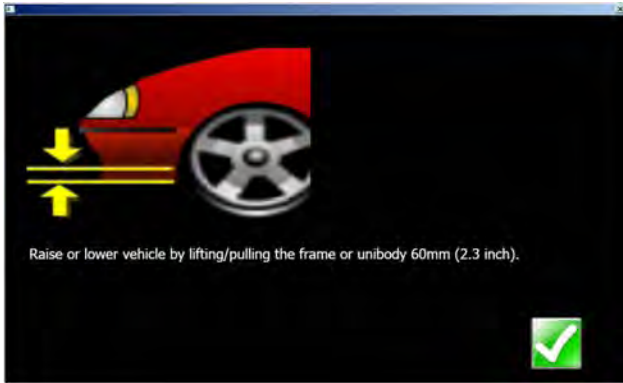 Raise or lower vehicle by lifting/pulling the frame or unibody 60mm (2.3 inch).